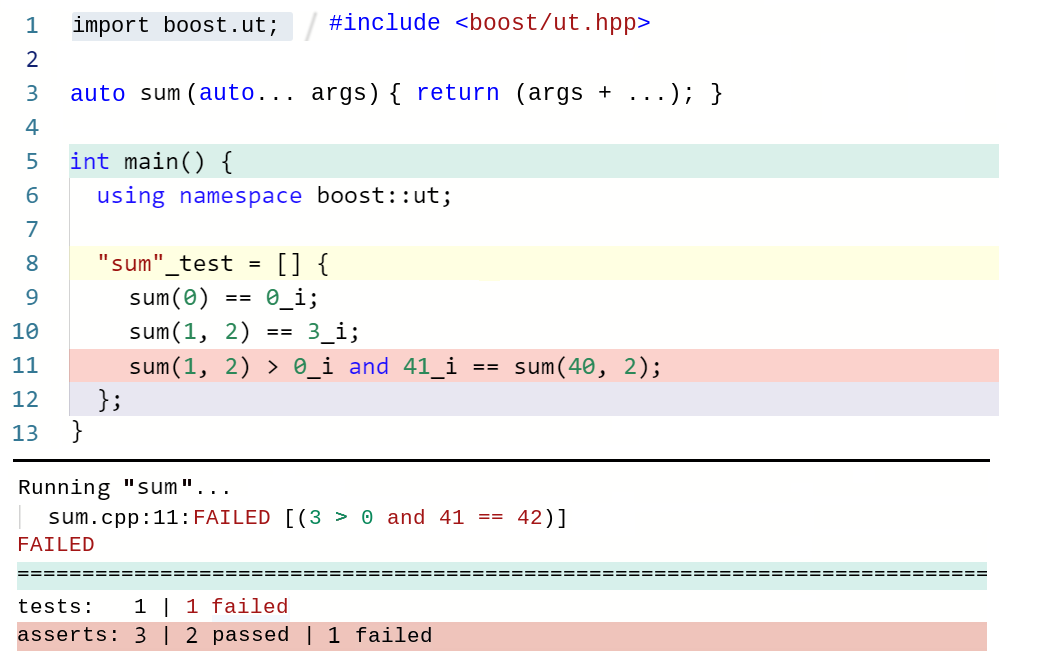 1 import boost.ut; / #include <boost/ut.hpp>
2
3 auto sum(auto... args) { return (args + ...); }
4
5 int main() {
6 using namespace boost::ut;
7
8 "sum"_test = [] {
9 sum(0) == 0_i;
10 sum(1, 2) == 3_i;
11 sum(1, 2) > 0_i and 41_i == sum(40, 2);
12 };
13 }
Running "sum"...
sum.cpp:11:FAILED [(3 > 0 and 41 == 42)]
FAILED
===========================================================================
tests: 1 | 1 failed
asserts: 3 | 2 passed | 1 failed